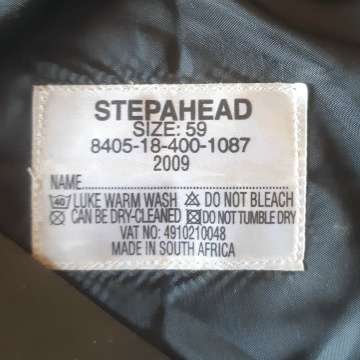 STEPAHEAD
SIZE: 59
8405-18-400-1087
2009
NAME
40 LUKE WARM WASH DO NOT BLEACH
CAN BE DRY-CLEANED DO NOT TUMBLE DRY
VAT NO: 4910210048
MADE IN SOUTH AFRICA